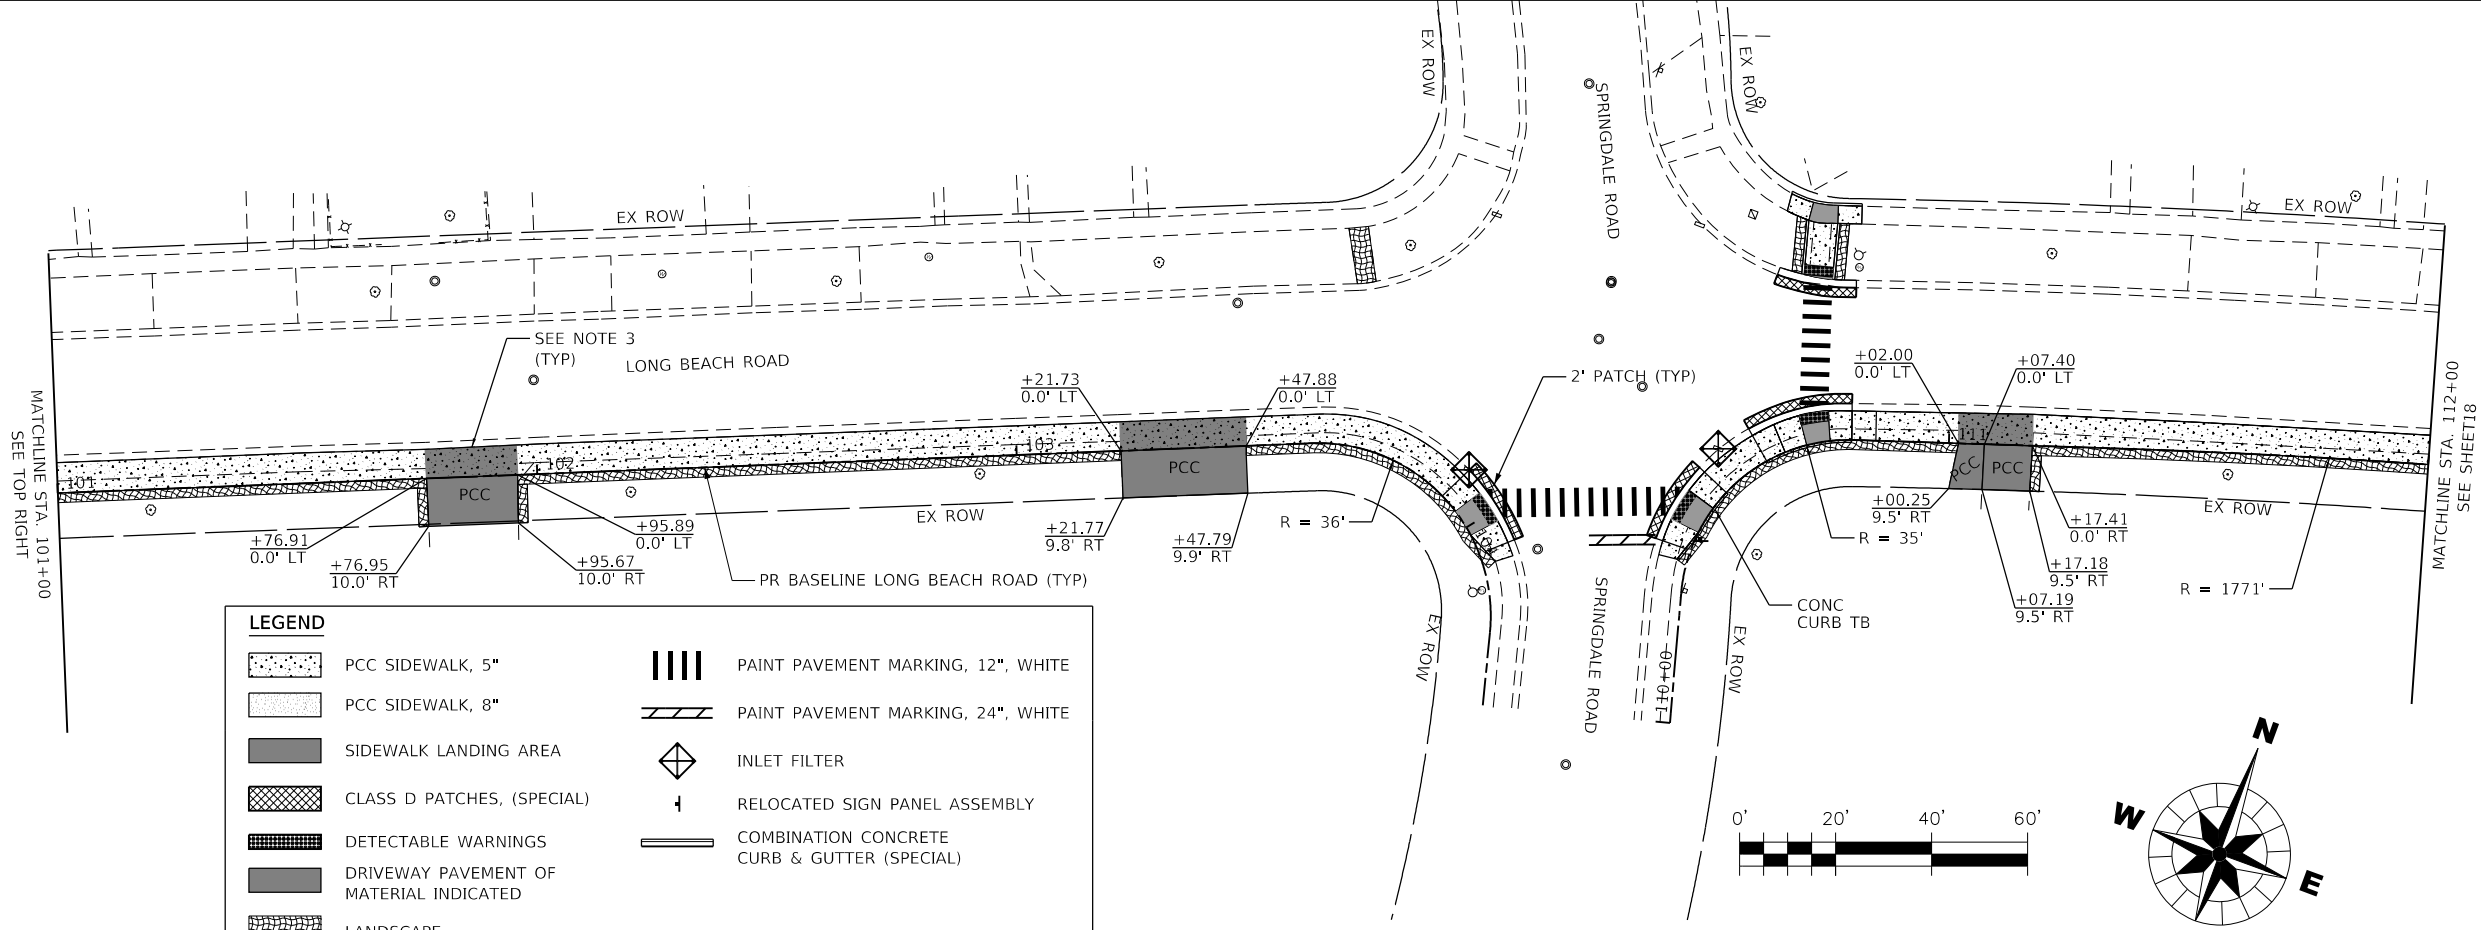 EX ROW
EX ROW
SPRINGDALE ROAD
EX ROW
EX ROW
SEE NOTE 3
(TYP)
LONG BEACH ROAD
2' PATCH (TYP)
+02.00
0.0' LT
+07.40
0.0' LT
+21.73
0.0' LT
+47.88
0.0' LT
MATCHLINE STA. 101+00
SEE TOP RIGHT
MATCHLINE STA. 112+00
SEE SHEET18
101
102
103
111
PCC
PCC
PCC
PCC
EX ROW
EX ROW
+76.91
0.0' LT
+76.95
10.0' RT
+95.89
0.0' LT
+95.67
10.0' RT
+21.77
9.8' RT
+47.79
9.9' RT
R = 36'
R = 35'
+00.25
9.5' RT
+17.41
0.0' RT
+17.18
9.5' RT
+07.19
9.5' RT
R = 1771'
PR BASELINE LONG BEACH ROAD (TYP)
CONC
CURB TB
SPRINGDALE ROAD
EX ROW
EX ROW
110+00
LEGEND
PCC SIDEWALK, 5"
PCC SIDEWALK, 8"
SIDEWALK LANDING AREA
CLASS D PATCHES, (SPECIAL)
DETECTABLE WARNINGS
DRIVEWAY PAVEMENT OF
MATERIAL INDICATED
PAINT PAVEMENT MARKING, 12", WHITE
PAINT PAVEMENT MARKING, 24", WHITE
INLET FILTER
RELOCATED SIGN PANEL ASSEMBLY
COMBINATION CONCRETE
CURB & GUTTER (SPECIAL)
0' 20' 40' 60'
N
W
E